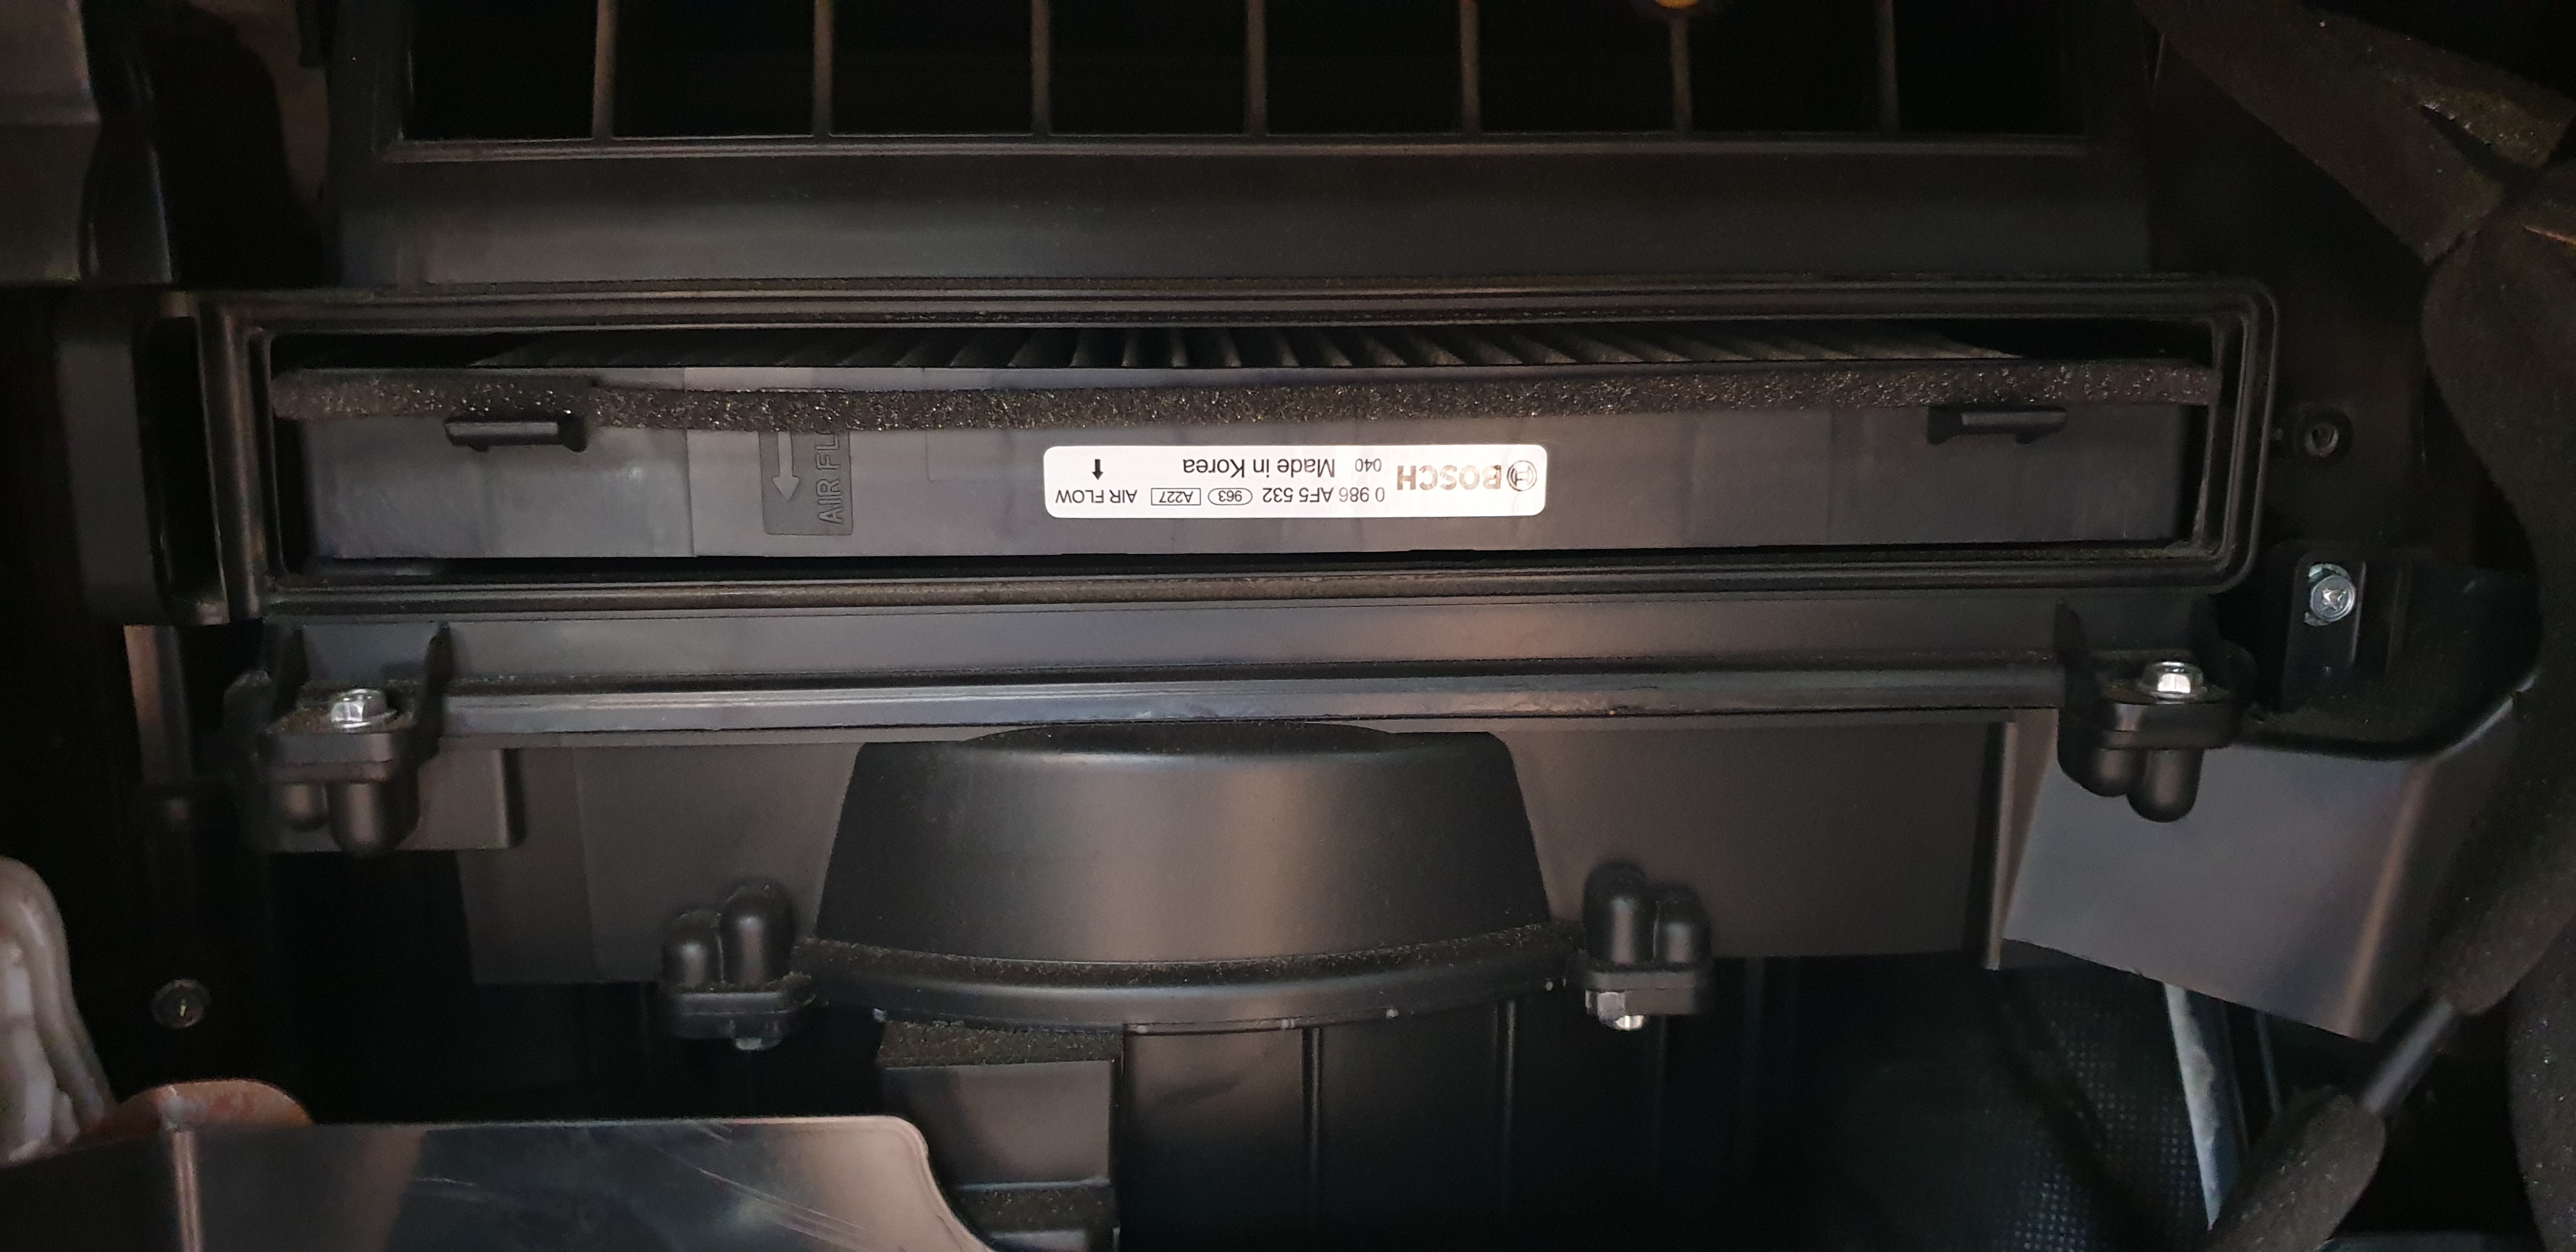 BOSCH
0 986 AF5 532 963 A227 AIR FLOW
040 Made in Korea
AIR FL